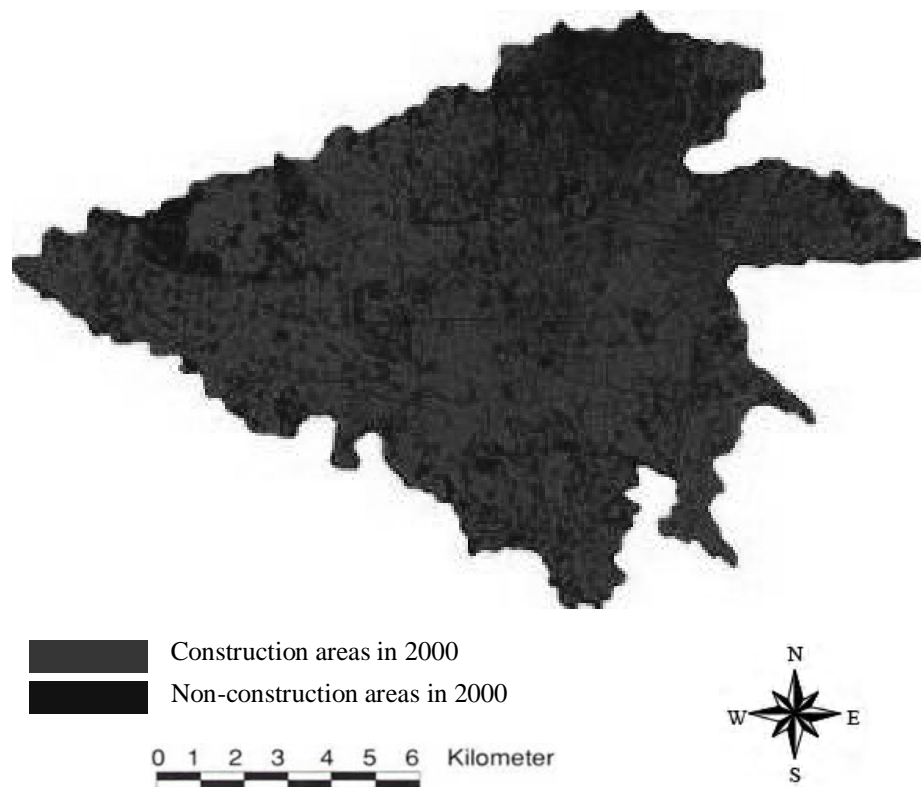 Construction areas in 2000
Non-construction areas in 2000
N
W E
S
0 1 2 3 4 5 6 Kilometer